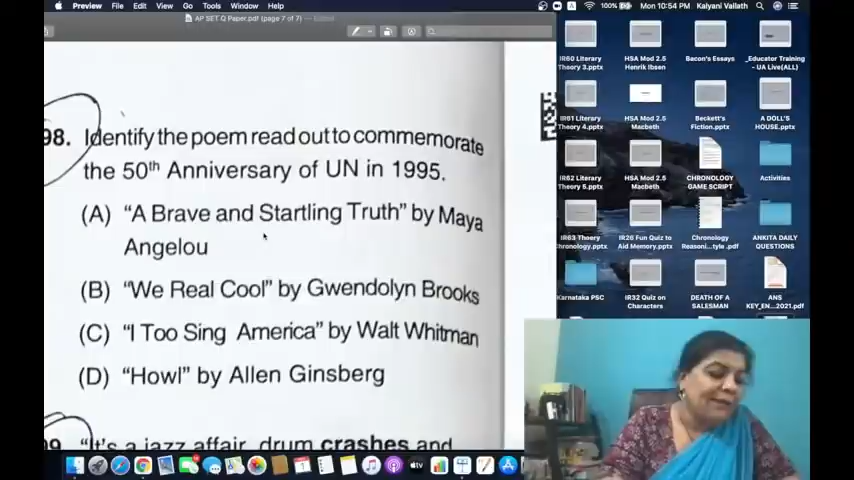 Preview File Edit View Go Tools Window Help
100% Mon 10:54 PM Kalyani Vallath
AP SET Q Paper.pdf (page 7 of 7)
98. Identify the poem read out to commemorate
the 50th Anniversary of UN in 1995.
(A) "A Brave and Startling Truth" by Maya
Angelou
(B) "We Real Cool" by Gwendolyn Brooks
(C) "I Too Sing America" by Walt Whitman
(D) "Howl" by Allen Ginsberg
99. "It's a jazz affair, drum crashes and
IR60 Literary
Theory 3.pptx
HSA Mod 2.5
Henrik Ibsen
Bacon's Essays
_Educator Training
- UA Live(ALL)
IR61 Literary
Theory 4.pptx
HSA Mod 2.5
Macbeth
Beckett's
Fiction.pptx
A DOLL'S
HOUSE.pptx
IR62 Literary
Theory 5.pptx
HSA Mod 2.5
Macbeth
CHRONOLOGY
GAME SCRIPT
Activities
IR63 Theory
Chronology.pptx
IR26 Fun Quiz to
Aid Memory.pptx
Chronology
Reasoni...tyle .pdf
ANKITA DAILY
QUESTIONS
Karnataka PSC
IR32 Quiz on
Characters
DEATH OF A
SALESMAN
ANS
KEY_EN...2021.pdf
tv